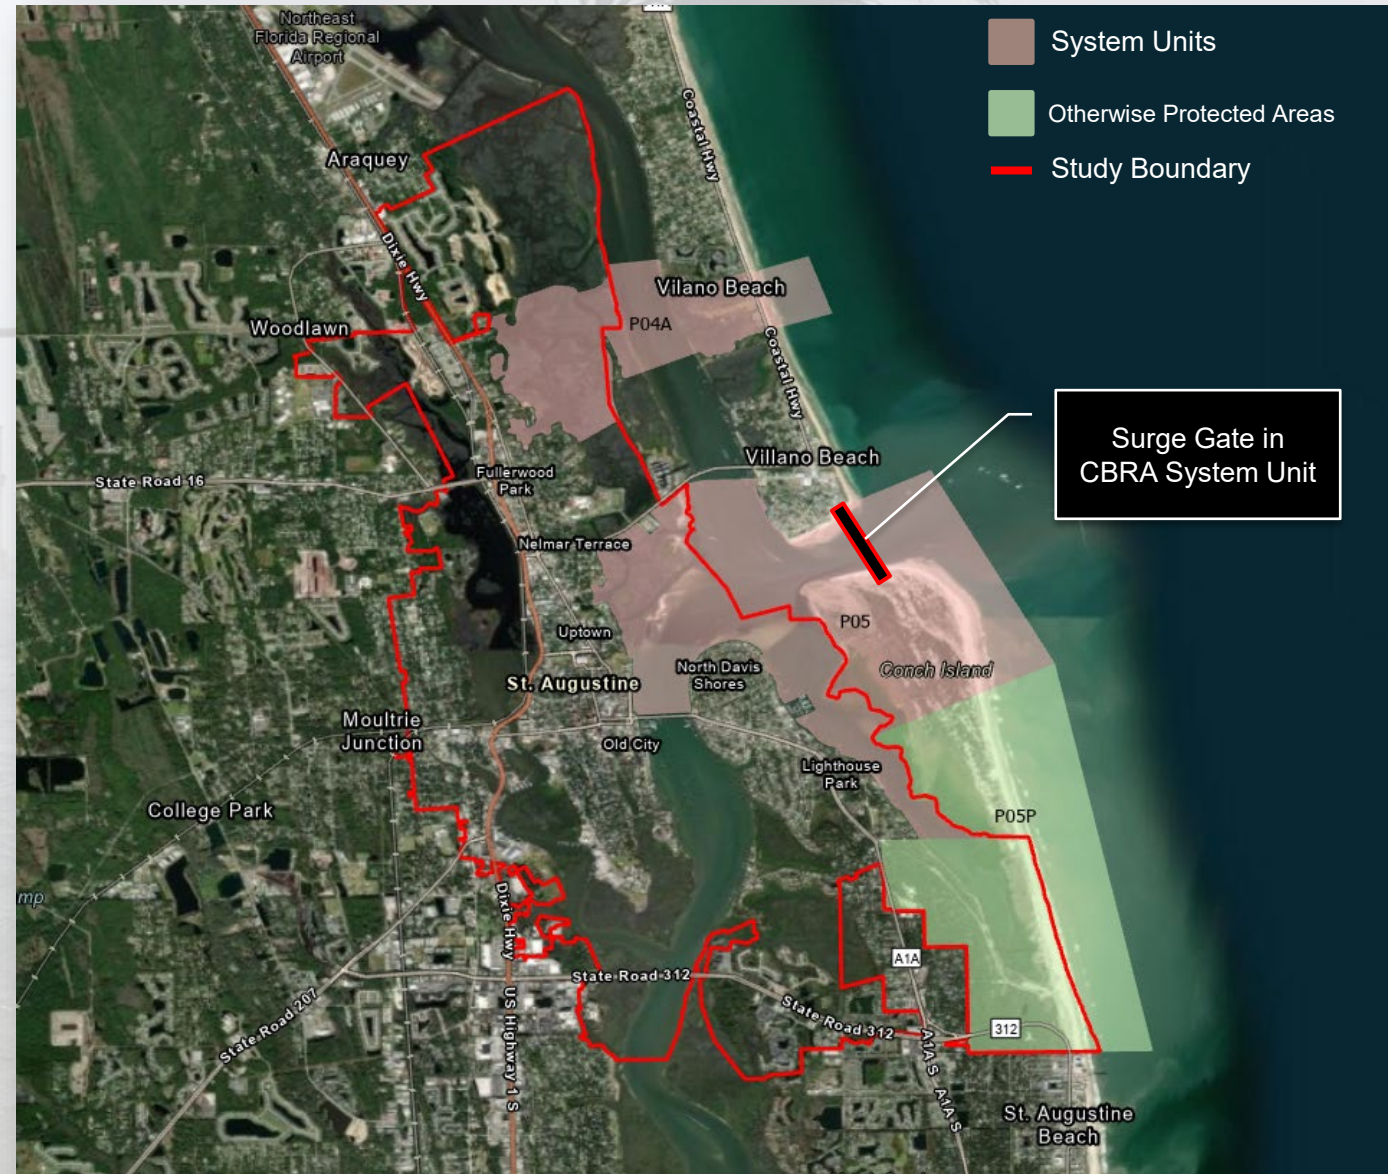 Northeast
Florida Regional
Airport
System Units
Otherwise Protected Areas
Study Boundary
Coastal Hwy
Araquey
Dixie Hwy
Vilano Beach
Woodlawn
P04A
Coastal Hwy
Surge Gate in
CBRA System Unit
Villano Beach
Fullerwood
Park
State Road 16
Nelmar Terrace
P05
Uptown
Conch Island
North Davis
Shores
St. Augustine
Moultrie
Junction
Old City
Lighthouse
Park
College Park
P05P
mp
Dixie Hwy
A1A
State Road 312
State Road 207
US Highway 1 S
State Road 312
312
A1A S
A1A S
St. Augustine
Beach